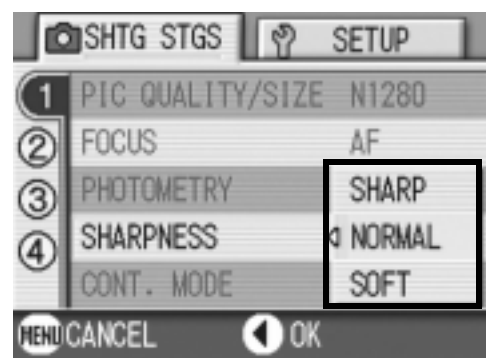 SHTG STGS SETUP
1 PIC QUALITY/SIZE N1280
2 FOCUS AF
3 PHOTOMETRY SHARP
4 SHARPNESS NORMAL
CONT. MODE SOFT
MENU CANCEL OK